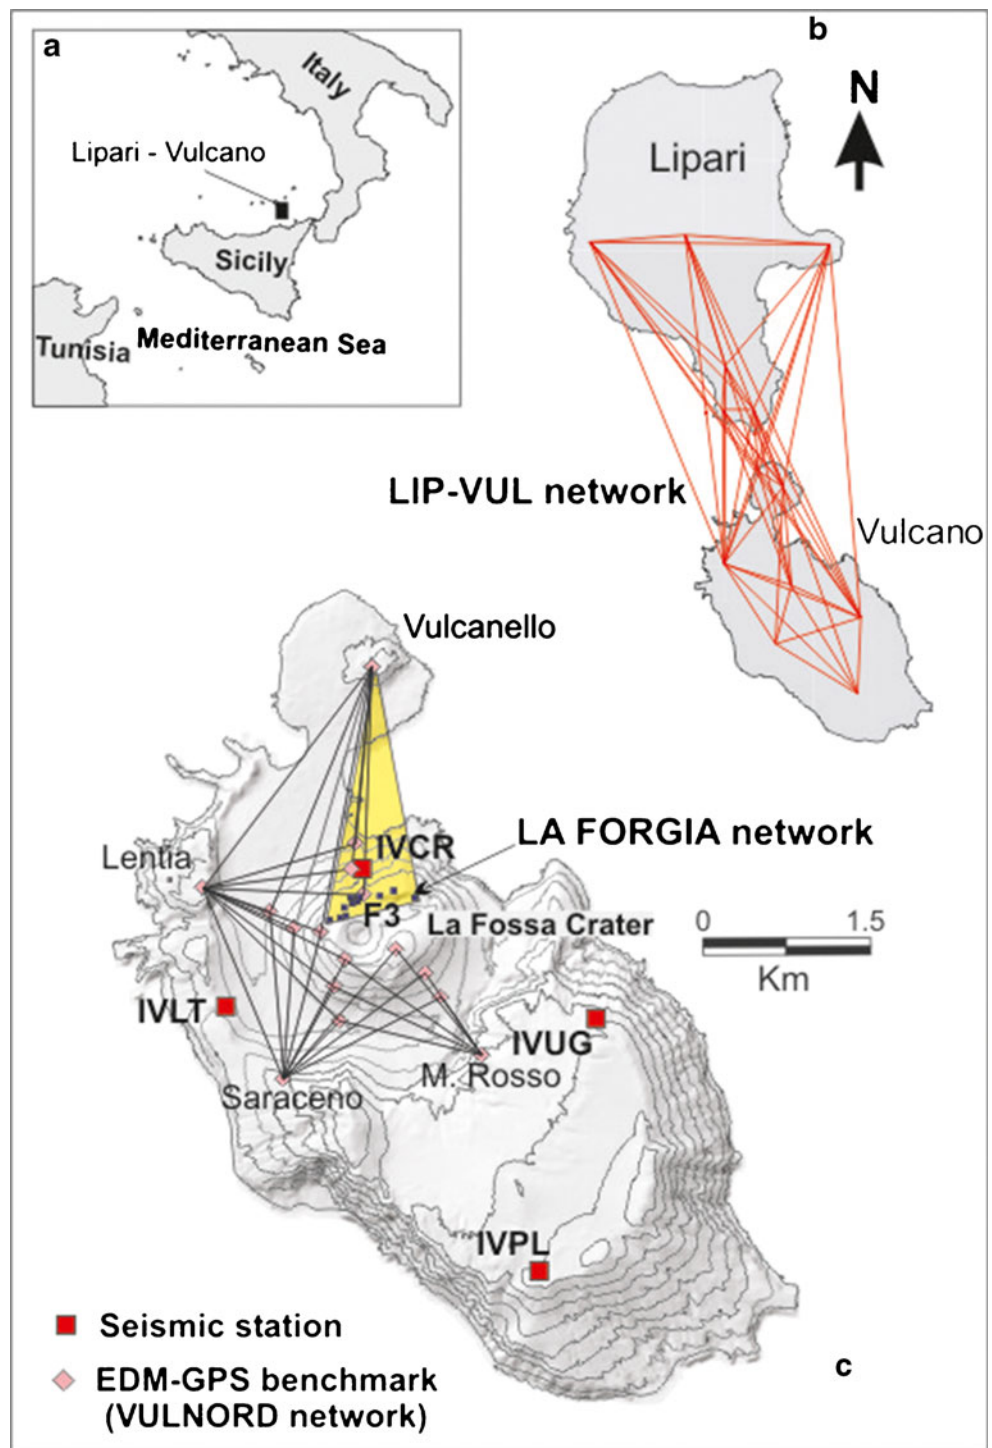 a
Italy
Lipari - Vulcano
Sicily
Mediterranean Sea
Tunisia
b
N
Lipari
LIP-VUL network
Vulcano
Vulcanello
LA FORGIA network
IVCR
Lentia
F3
La Fossa Crater
0 1.5
Km
IVLT
IVUG
M. Rosso
Saraceno
IVPL
Seismic station
EDM-GPS benchmark
(VULNORD network)
c